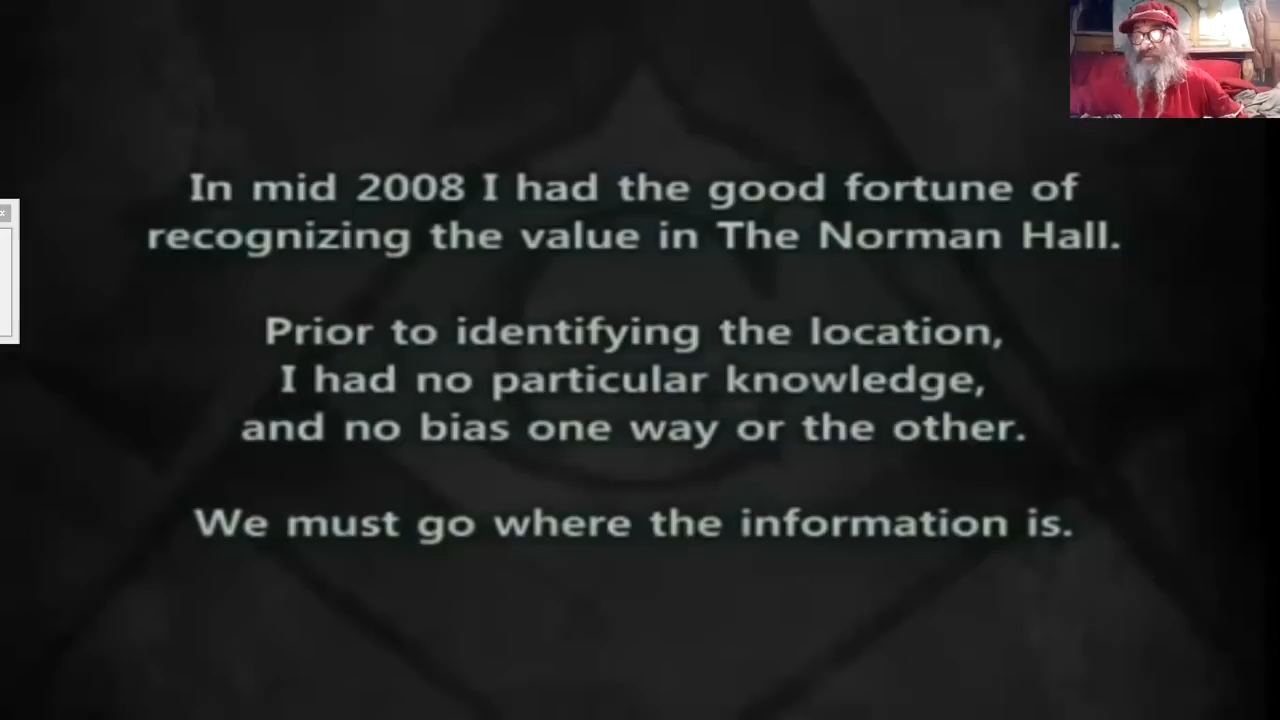 In mid 2008 I had the good fortune of
recognizing the value in The Norman Hall.
Prior to identifying the location,
I had no particular knowledge,
and no bias one way or the other.
We must go where the information is.